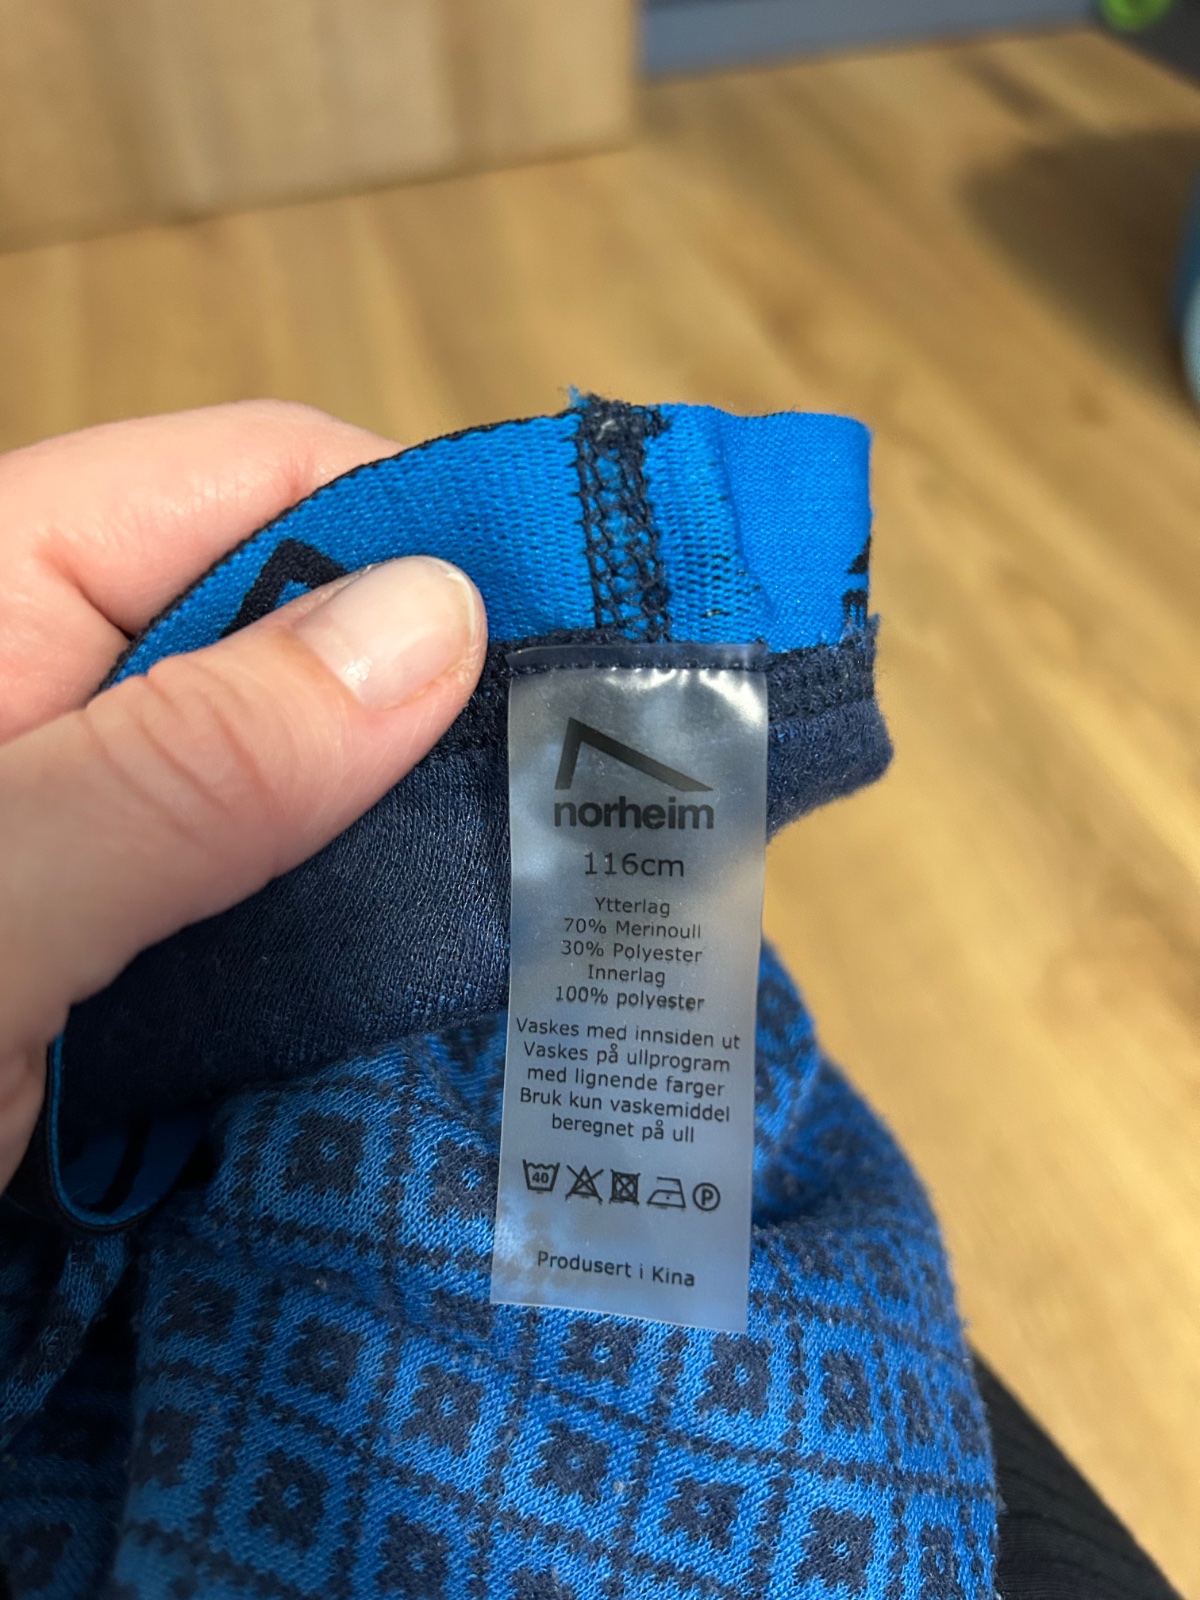 norheim
116cm
Ytterlag
70% Merinoull
30% Polyester
Innerlag
100% polyester
Vaskes med innsiden ut
Vaskes på ullprogram
med lignende farger
Bruk kun vaskemiddel
beregnet på ull
40 P
Produsert i Kina